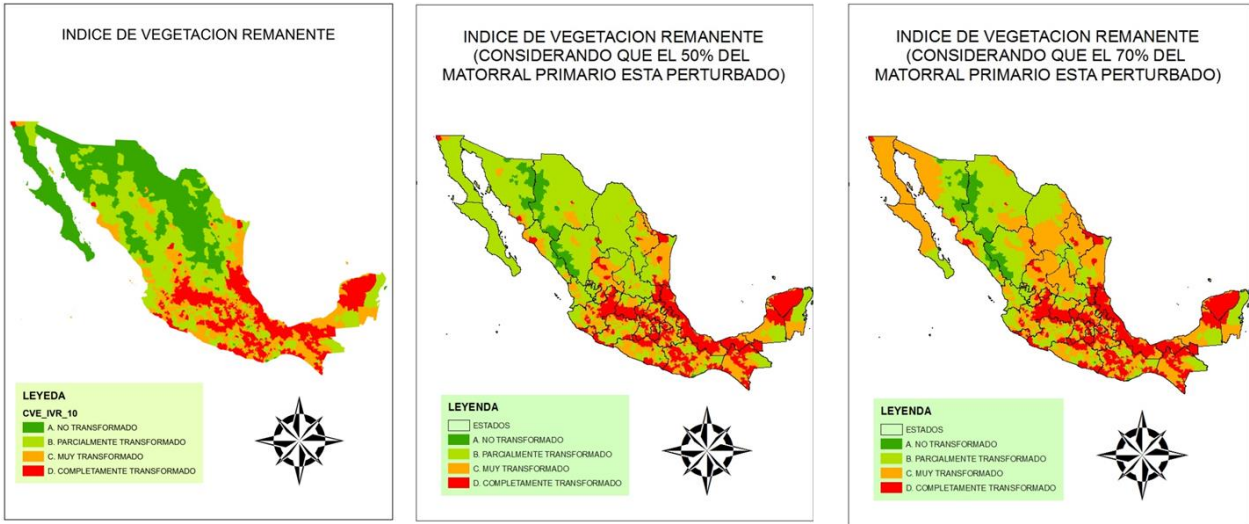 INDICE DE VEGETACION REMANENTE
LEYEDA
CVE_IVR_10
A. NO TRANSFORMADO
B. PARCIALMENTE TRANSFORMADO
C. MUY TRANSFORMADO
D. COMPLETAMENTE TRANSFORMADO
INDICE DE VEGETACION REMANENTE
(CONSIDERANDO QUE EL 50% DEL
MATORRAL PRIMARIO ESTA PERTURBADO)
LEYENDA
ESTADOS
A. NO TRANSFORMADO
B. PARCIALMENTE TRANSFORMADO
C. MUY TRANSFORMADO
D. COMPLETAMENTE TRANSFORMADO
INDICE DE VEGETACION REMANENTE
(CONSIDERANDO QUE EL 70% DEL
MATORRAL PRIMARIO ESTA PERTURBADO)
LEYENDA
ESTADOS
A. NO TRANSFORMADO
B. PARCIALMENTE TRANSFORMADO
C. MUY TRANSFORMADO
D. COMPLETAMENTE TRANSFORMADO